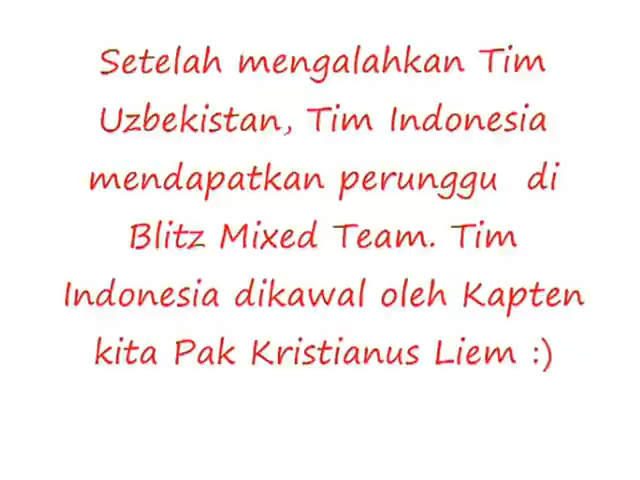 Setelah mengalahkan Tim
Uzbekistan, Tim Indonesia
mendapatkan perunggu di
Blitz Mixed Team. Tim
Indonesia dikawal oleh Kapten
kita Pak Kristianus Liem :)